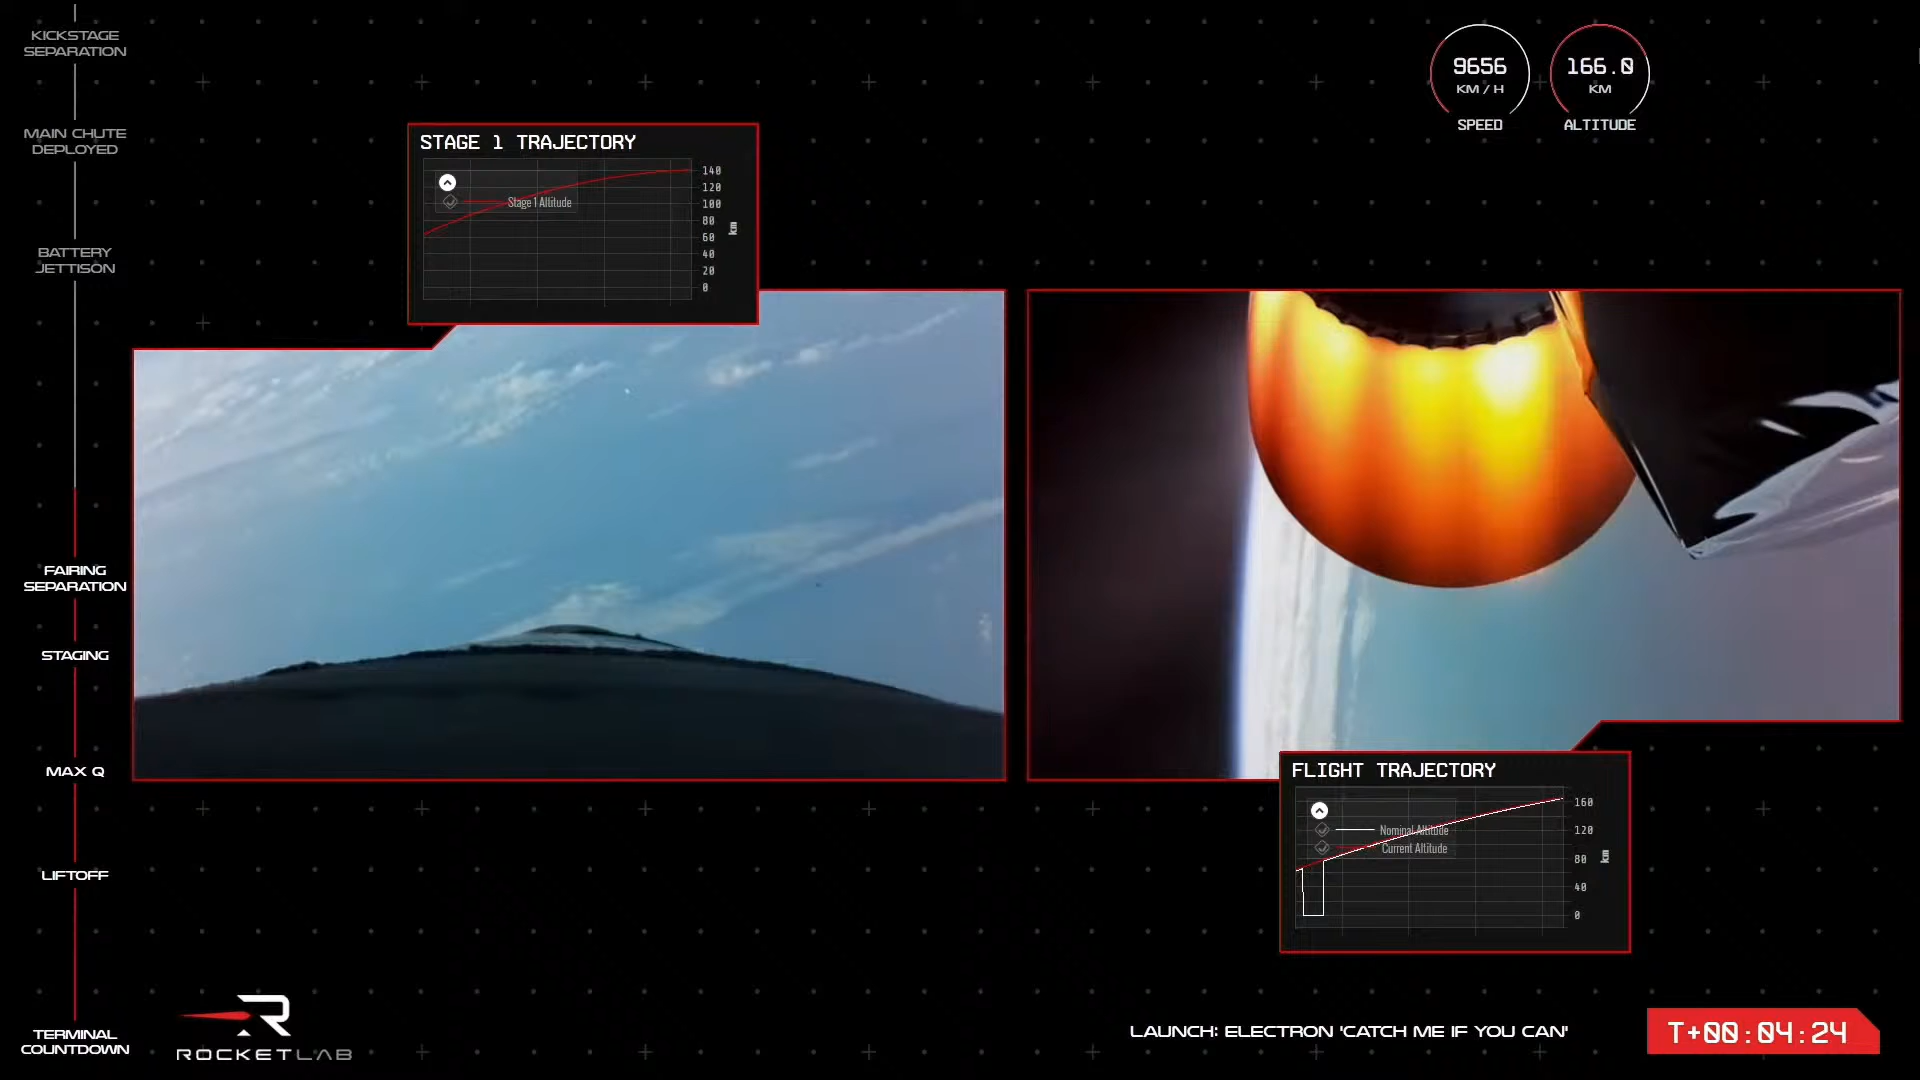 KICKSTAGE
SEPARATION
MAIN CHUTE
DEPLOYED
BATTERY
JETTISON
FAIRING
SEPARATION
STAGING
MAX Q
LIFTOFF
TERMINAL
COUNTDOWN
9656
KM/H
SPEED
166.0
KM
ALTITUDE
STAGE 1 TRAJECTORY
Stage 1 Altitude
140
120
100
80
60
40
20
0
km
FLIGHT TRAJECTORY
Nominal Altitude
Current Altitude
160
120
80
40
0
km
ROCKETLAB
LAUNCH: ELECTRON 'CATCH ME IF YOU CAN'
T+00:04:24